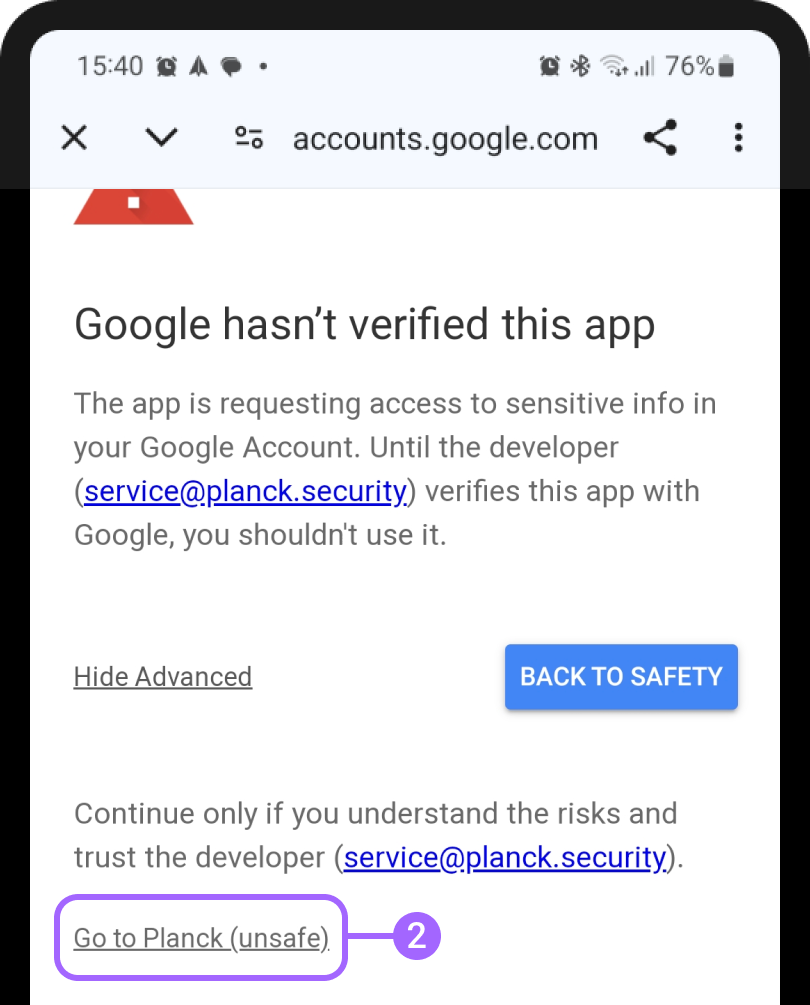 15:40
76%
accounts.google.com
Google hasn’t verified this app
The app is requesting access to sensitive info in
your Google Account. Until the developer
(service@planck.security) verifies this app with
Google, you shouldn't use it.
Hide Advanced
BACK TO SAFETY
Continue only if you understand the risks and
trust the developer (service@planck.security).
Go to Planck (unsafe)
2